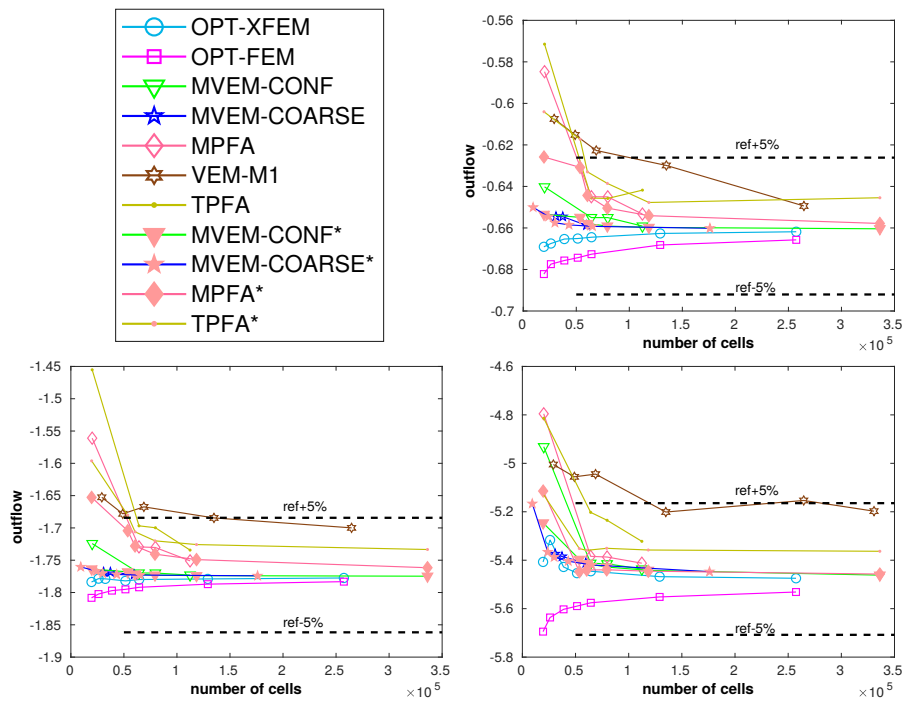 OPT-XFEM
OPT-FEM
MVEM-CONF
MVEM-COARSE
MPFA
VEM-M1
TPFA
MVEM-CONF*
MVEM-COARSE*
MPFA*
TPFA*
-0.56
-0.58
-0.6
-0.62
-0.64
-0.66
-0.68
-0.7
outflow
ref+5%
ref-5%
0 0.5 1 1.5 2 2.5 3 3.5
number of cells
×10^5
-1.45
-1.5
-1.55
-1.6
-1.65
-1.7
-1.75
-1.8
-1.85
-1.9
outflow
ref+5%
ref-5%
0 0.5 1 1.5 2 2.5 3 3.5
number of cells
×10^5
-4.6
-4.8
-5
-5.2
-5.4
-5.6
-5.8
outflow
ref+5%
ref-5%
0 0.5 1 1.5 2 2.5 3 3.5
number of cells
×10^5